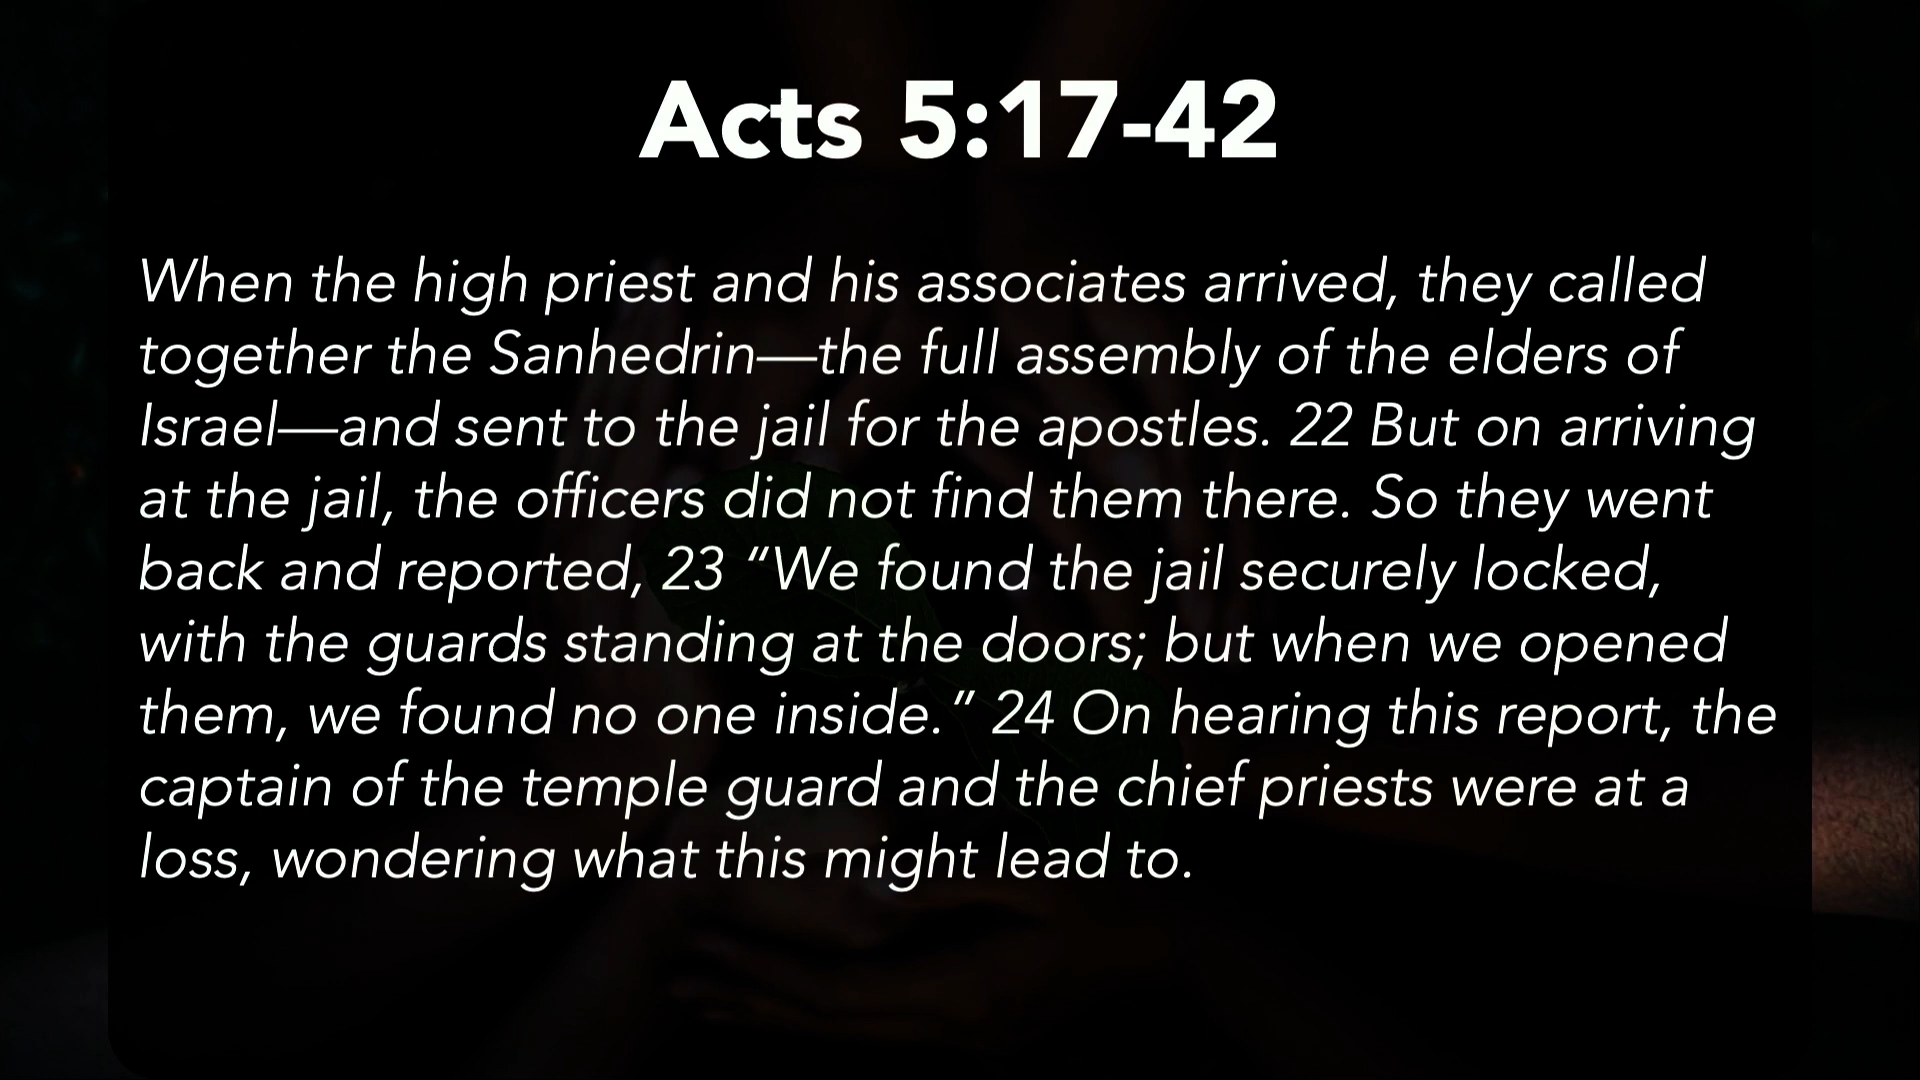 Acts 5:17-42
When the high priest and his associates arrived, they called
together the Sanhedrin—the full assembly of the elders of
Israel—and sent to the jail for the apostles. 22 But on arriving
at the jail, the officers did not find them there. So they went
back and reported, 23 “We found the jail securely locked,
with the guards standing at the doors; but when we opened
them, we found no one inside.” 24 On hearing this report, the
captain of the temple guard and the chief priests were at a
loss, wondering what this might lead to.